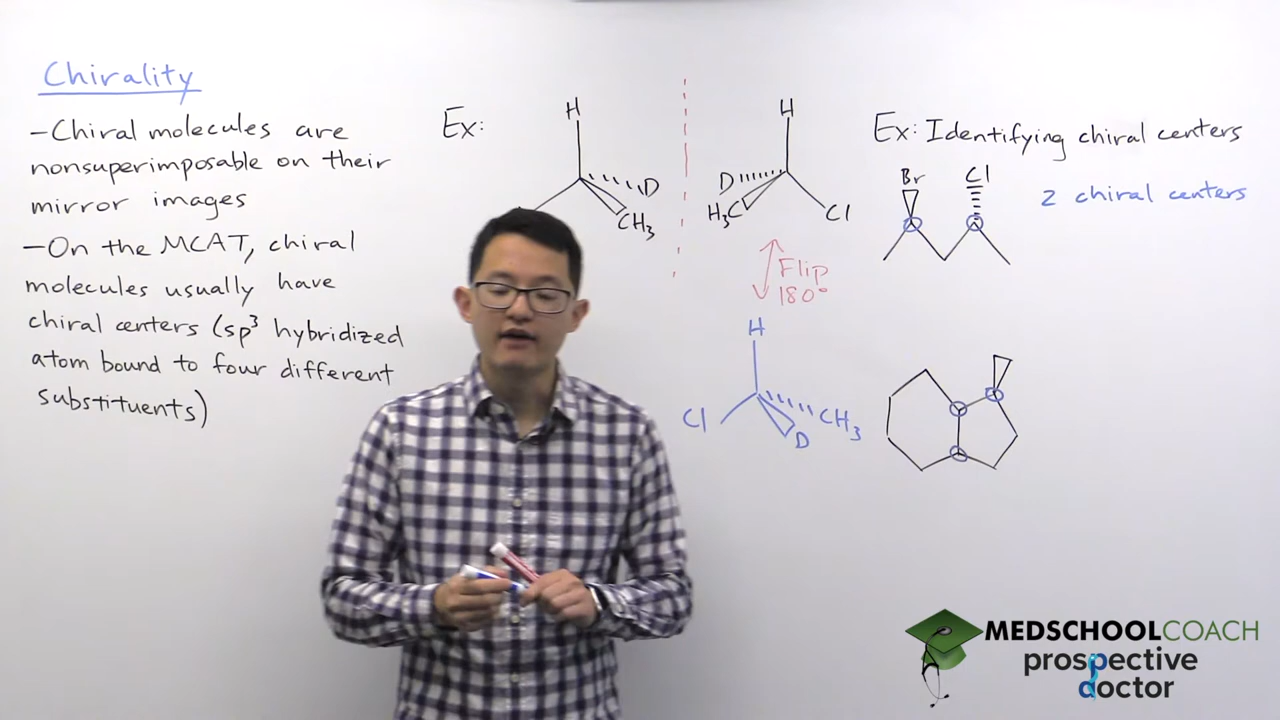 Chirality
-Chiral molecules are
nonsuperimposable on their
mirror images
-On the MCAT, chiral
molecules usually have
chiral centers (sp³ hybridized
atom bound to four different
substituents)
Ex:
H
D
CH₃
H
D
H₃C
Cl
Flip
180°
H
Cl
CH₃
D
Ex: Identifying chiral centers
Br
Cl
2 chiral centers
MEDSCHOOLCOACH
prospective
doctor